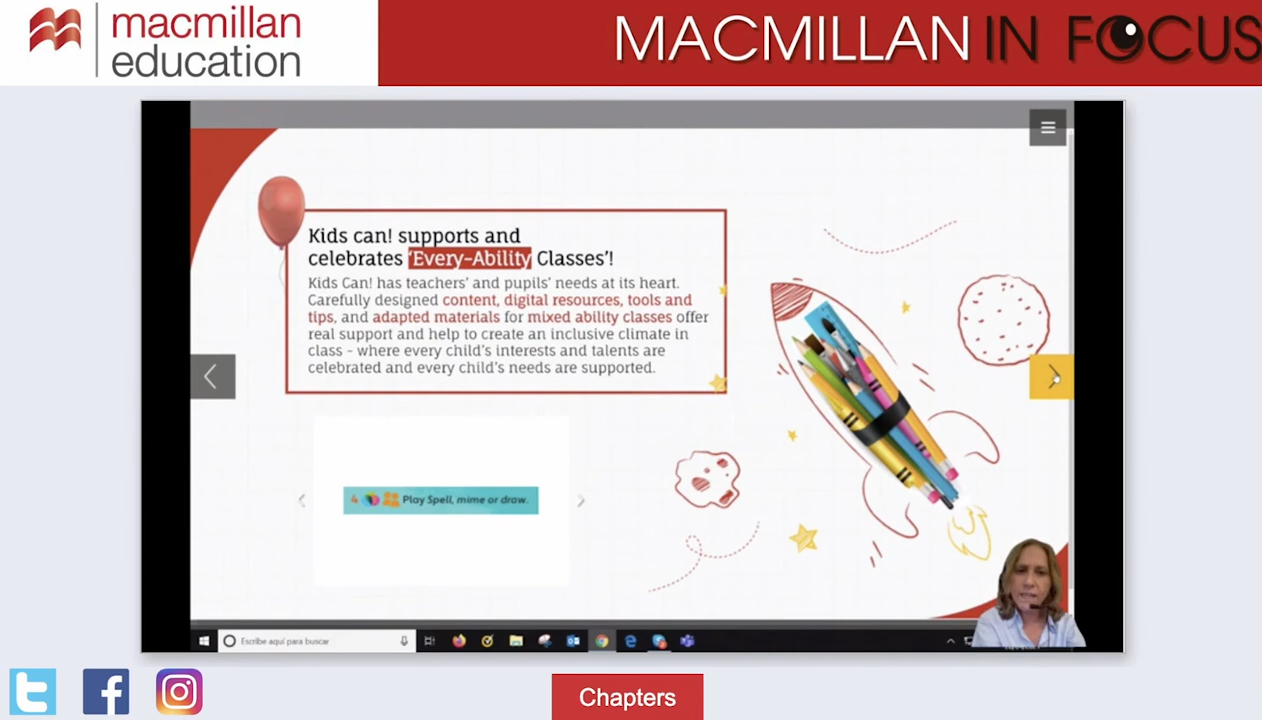 macmillan
education
MACMILLAN IN FOCUS
Kids can! supports and
celebrates 'Every-Ability Classes'!
Kids Can! has teachers' and pupils' needs at its heart.
Carefully designed content, digital resources, tools and
tips, and adapted materials for mixed ability classes offer
real support and help to create an inclusive climate in
class - where every child's interests and talents are
celebrated and every child's needs are supported.
4 Play Spell, mime or draw.
Escribe aquí para buscar
Chapters